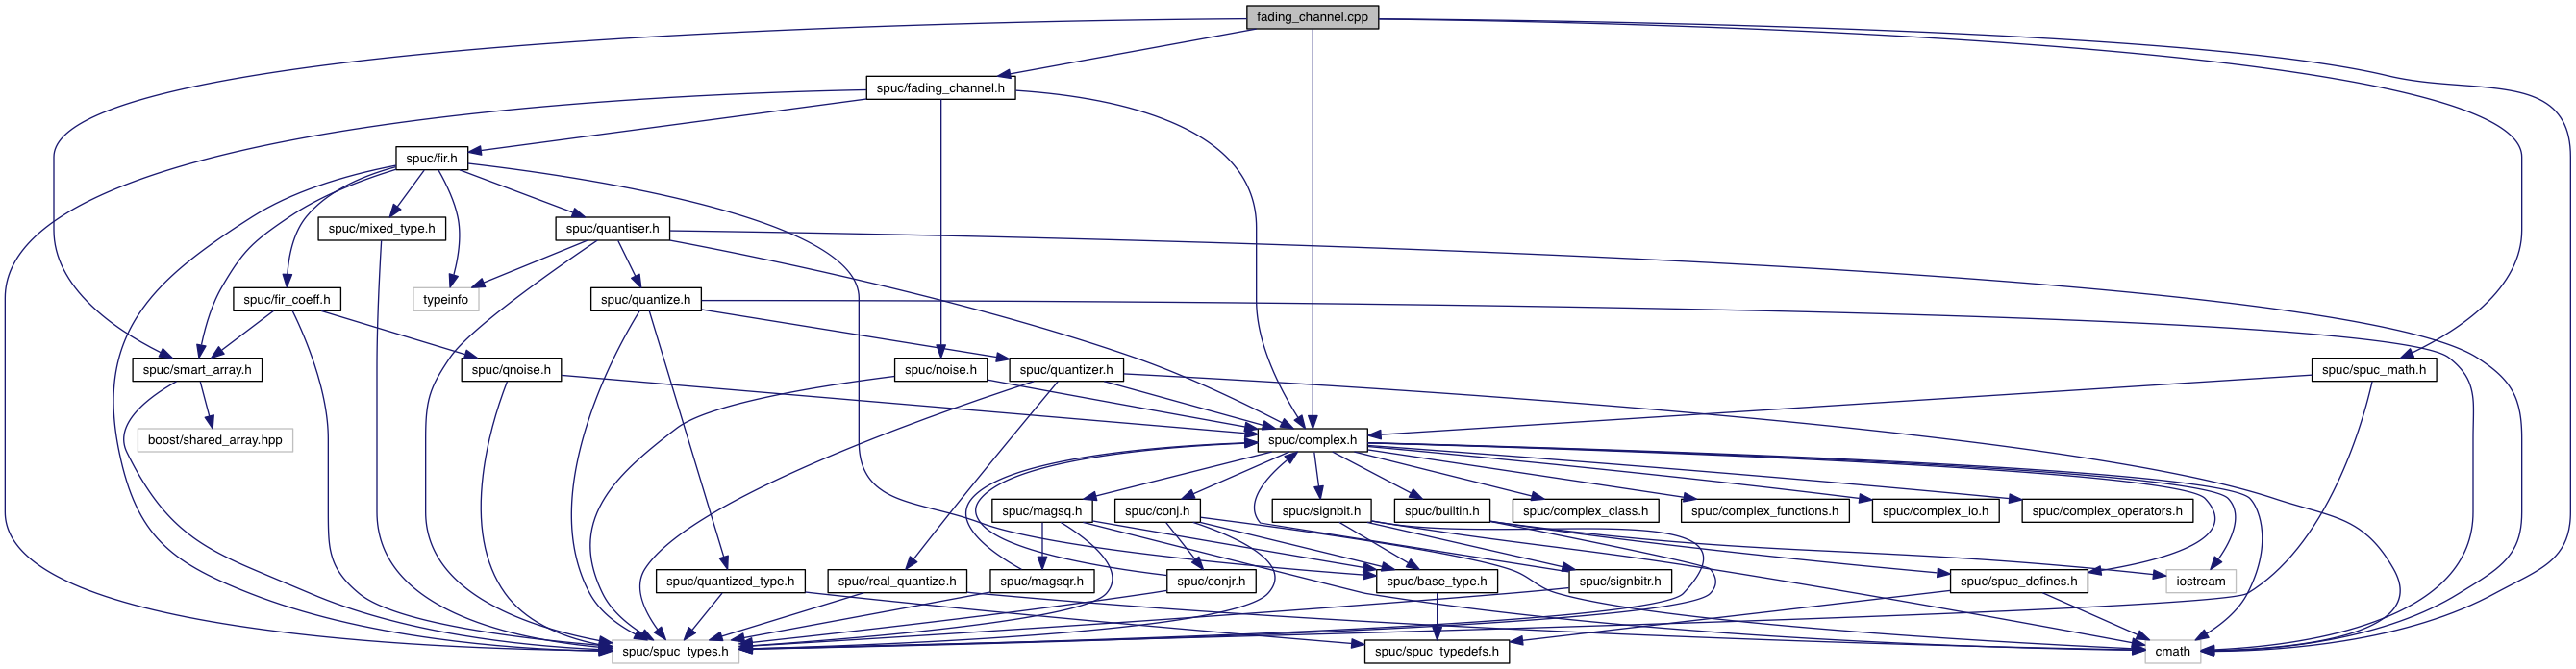 fading_channel.cpp
spuc/fading_channel.h
spuc/fir.h
spuc/mixed_type.h
spuc/quantiser.h
spuc/fir_coeff.h
typeinfo
spuc/quantize.h
spuc/smart_array.h
spuc/qnoise.h
spuc/noise.h
spuc/quantizer.h
spuc/spuc_math.h
boost/shared_array.hpp
spuc/complex.h
spuc/magsq.h
spuc/conj.h
spuc/signbit.h
spuc/builtin.h
spuc/complex_class.h
spuc/complex_functions.h
spuc/complex_io.h
spuc/complex_operators.h
spuc/quantized_type.h
spuc/real_quantize.h
spuc/magsqr.h
spuc/conjr.h
spuc/base_type.h
spuc/signbitr.h
spuc/spuc_defines.h
iostream
spuc/spuc_types.h
spuc/spuc_typedefs.h
cmath